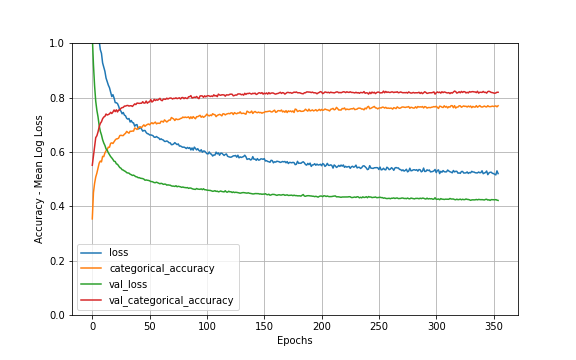 1.0
0.8
0.6
0.4
0.2
0.0
Accuracy - Mean Log Loss
loss
categorical_accuracy
val_loss
val_categorical_accuracy
0 50 100 150 200 250 300 350
Epochs